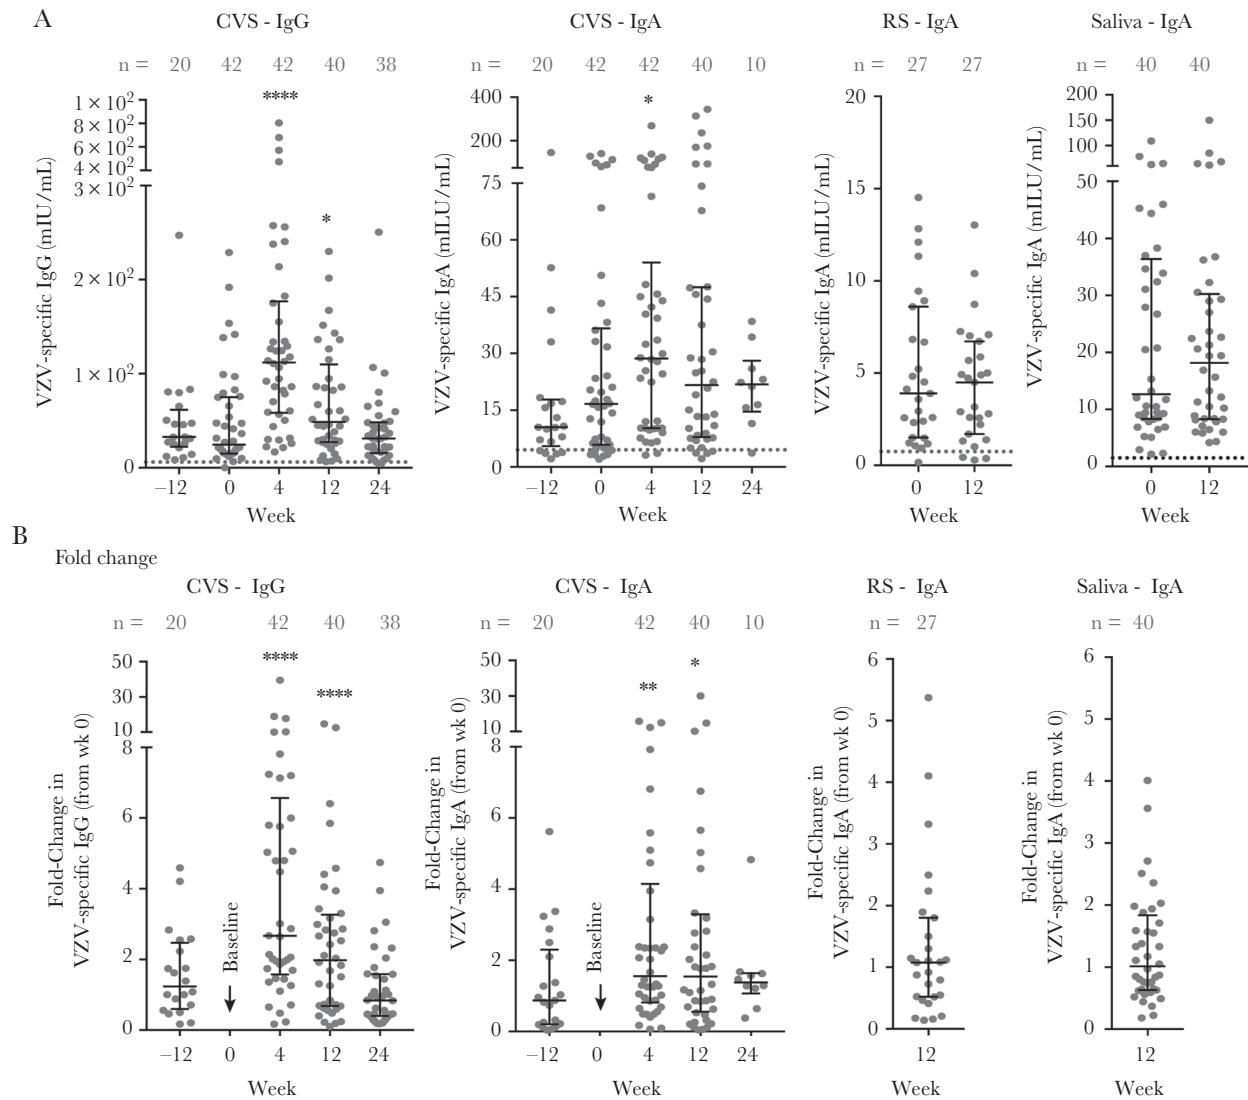 A
CVS - IgG
CVS - IgA
RS - IgA
Saliva - IgA
n = 20 42 42 40 38
n = 20 42 42 40 10
n = 27 27
n = 40 40
VZV-specific IgG (mIU/mL)
1 × 10²
8 × 10²
6 × 10²
4 × 10²
3 × 10²
2 × 10²
1 × 10²
0
****
*
−12 0 4 12 24
Week
VZV-specific IgA (mILU/mL)
400
200
75
60
45
30
15
0
*
−12 0 4 12 24
Week
VZV-specific IgA (mILU/mL)
20
15
10
5
0
0 12
Week
VZV-specific IgA (mILU/mL)
200
150
100
50
40
30
20
10
0
0 12
Week
B
Fold change
CVS - IgG
CVS - IgA
RS - IgA
Saliva - IgA
n = 20 42 40 38
n = 20 42 40 10
n = 27
n = 40
Fold-Change in
VZV-specific IgG (from wk 0)
50
30
10
8
6
4
2
0
****
****
Baseline
−12 0 4 12 24
Week
Fold-Change in
VZV-specific IgA (from wk 0)
50
30
10
8
6
4
2
0
**
*
Baseline
−12 0 4 12 24
Week
Fold-Change in
VZV-specific IgA (from wk 0)
6
5
4
3
2
1
0
12
Week
Fold-Change in
VZV-specific IgA (from wk 0)
6
5
4
3
2
1
0
12
Week